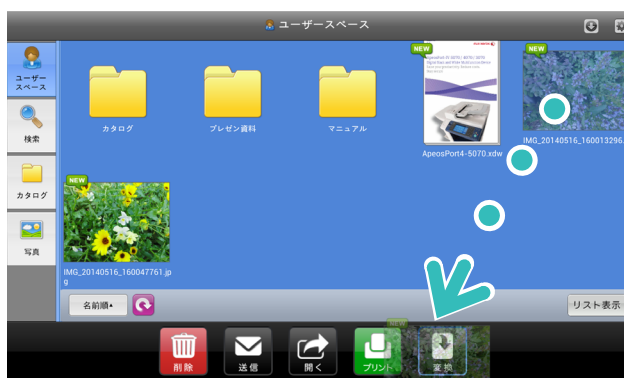 ユーザースペース
ユーザー
スペース
検索
カタログ
写真
カタログ
プレゼン資料
マニュアル
NEW
ApeosPort4-5070.xdw
NEW
IMG_20140516_160013296.
NEW
IMG_20140516_160047761.jp
g
名前順▲
リスト表示
削除
送信
開く
プリント
NEW
変換